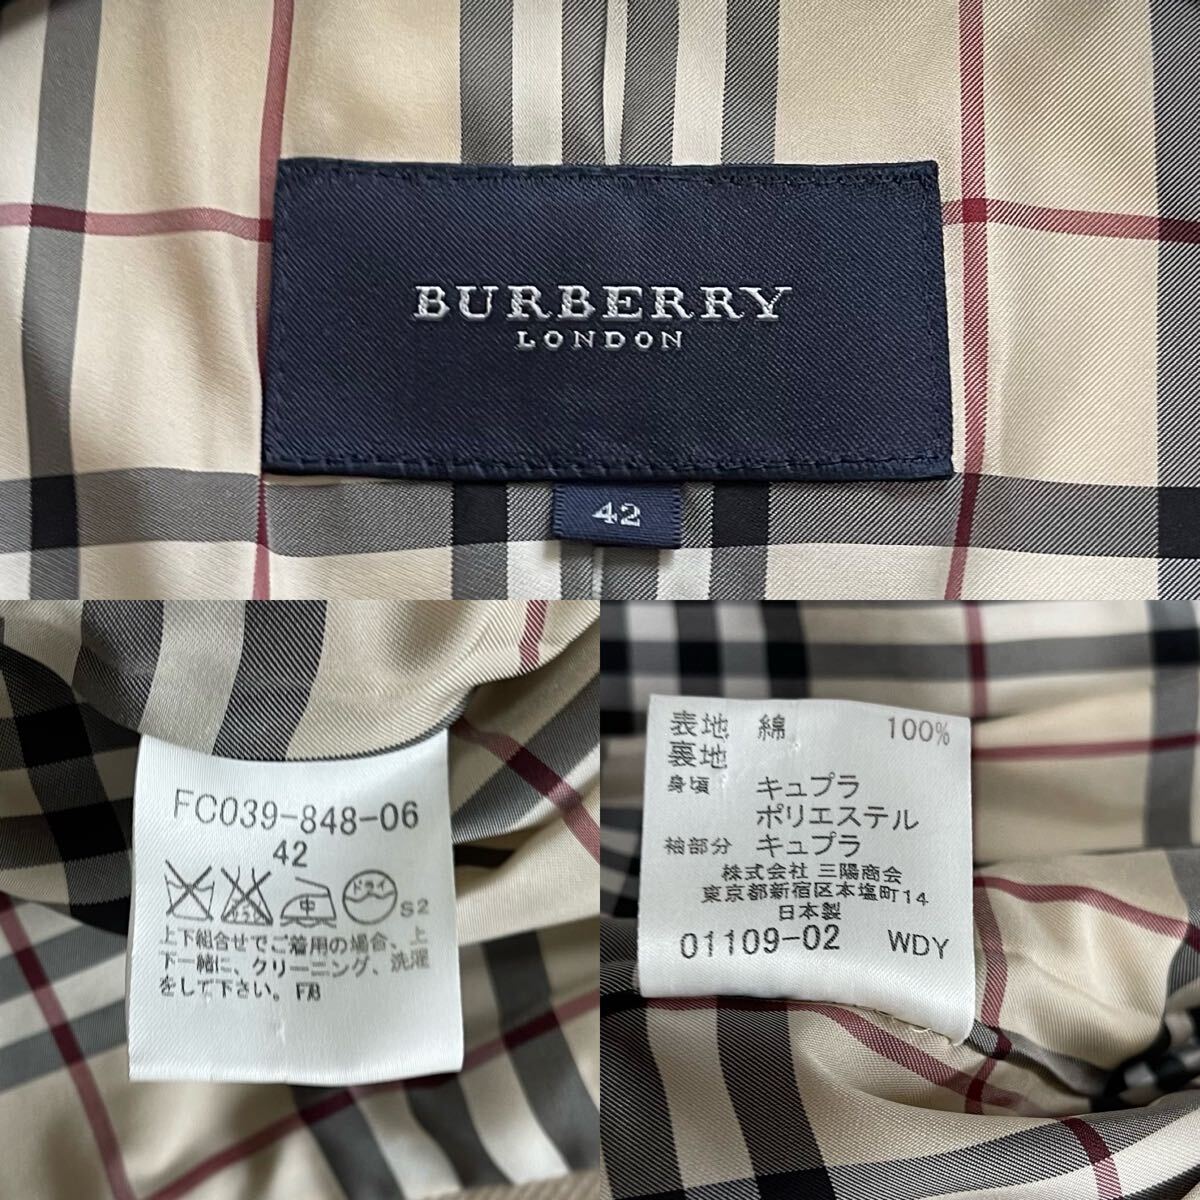 BURBERRY
LONDON
42
FC039-848-06
42
中
ドライ
S2
上下組合せでご着用の場合、上
下一緒に、クリーニング、洗濯
をして下さい。FB
表地 綿 100%
裏地
身頃 キュプラ
ポリエステル
袖部分 キュプラ
株式会社 三陽商会
東京都新宿区本塩町14
日本製
01109-02 WDY